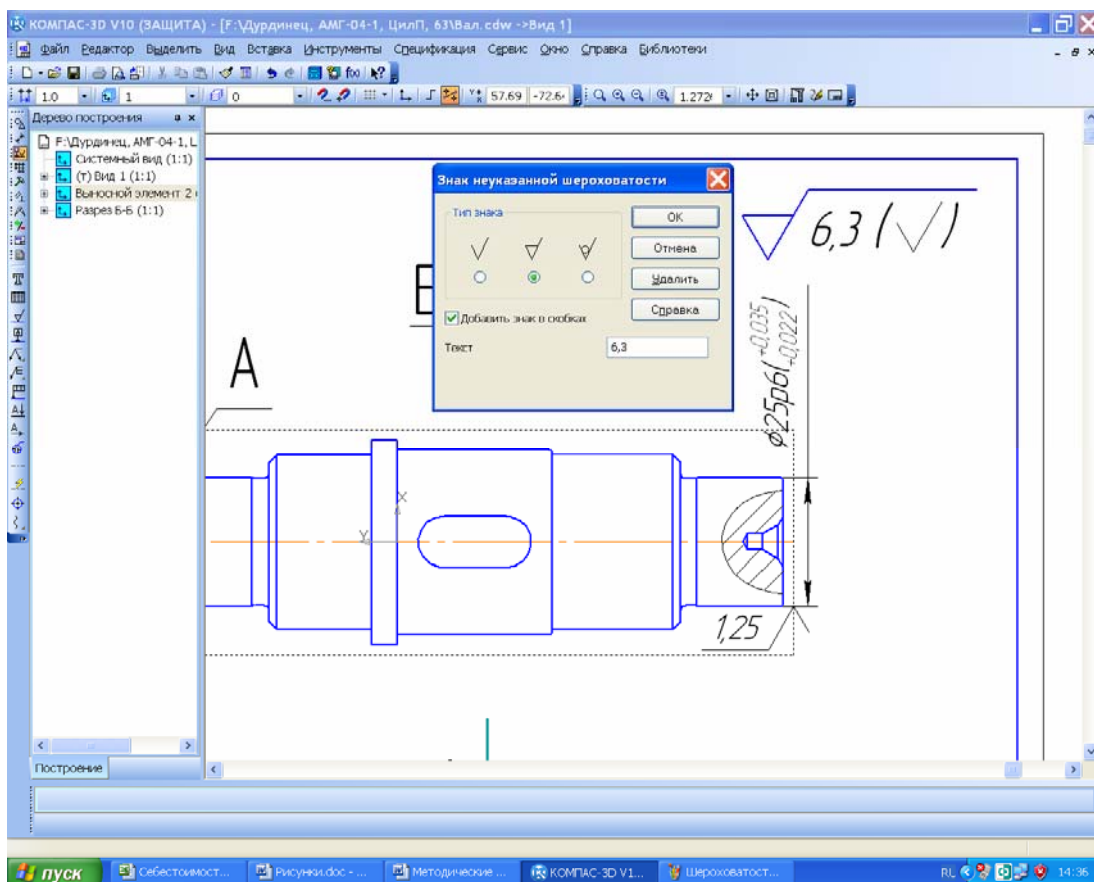 КОМПАС-3D V10 (ЗАЩИТА) - [F:\Дурдинец, АМГ-04-1, ЦилП, 63\Вал.cdw ->Вид 1]
Файл Редактор Выделить Вид Вставка Инструменты Спецификация Сервис Окно Справка Библиотеки
1.0 1 0 57.69 -72.6
Дерево построения
F:\Дурдинец, АМГ-04-1, L
Системный вид (1:1)
(т) Вид 1 (1:1)
Выносной элемент 2
Разрез Б-Б (1:1)
Знак неуказанной шероховатости
Тип знака
ОК
Отмена
Удалить
Справка
Добавить знак в скобках
Текст 6,3
6,3 ( )
А
ϕ25p6(+0,035 +0,022)
1,25
X
Y
Построение
пуск Себестоимост... Рисунки.doc - ... Методические ... КОМПАС-3D V1... Шероховатост... RL 14:36